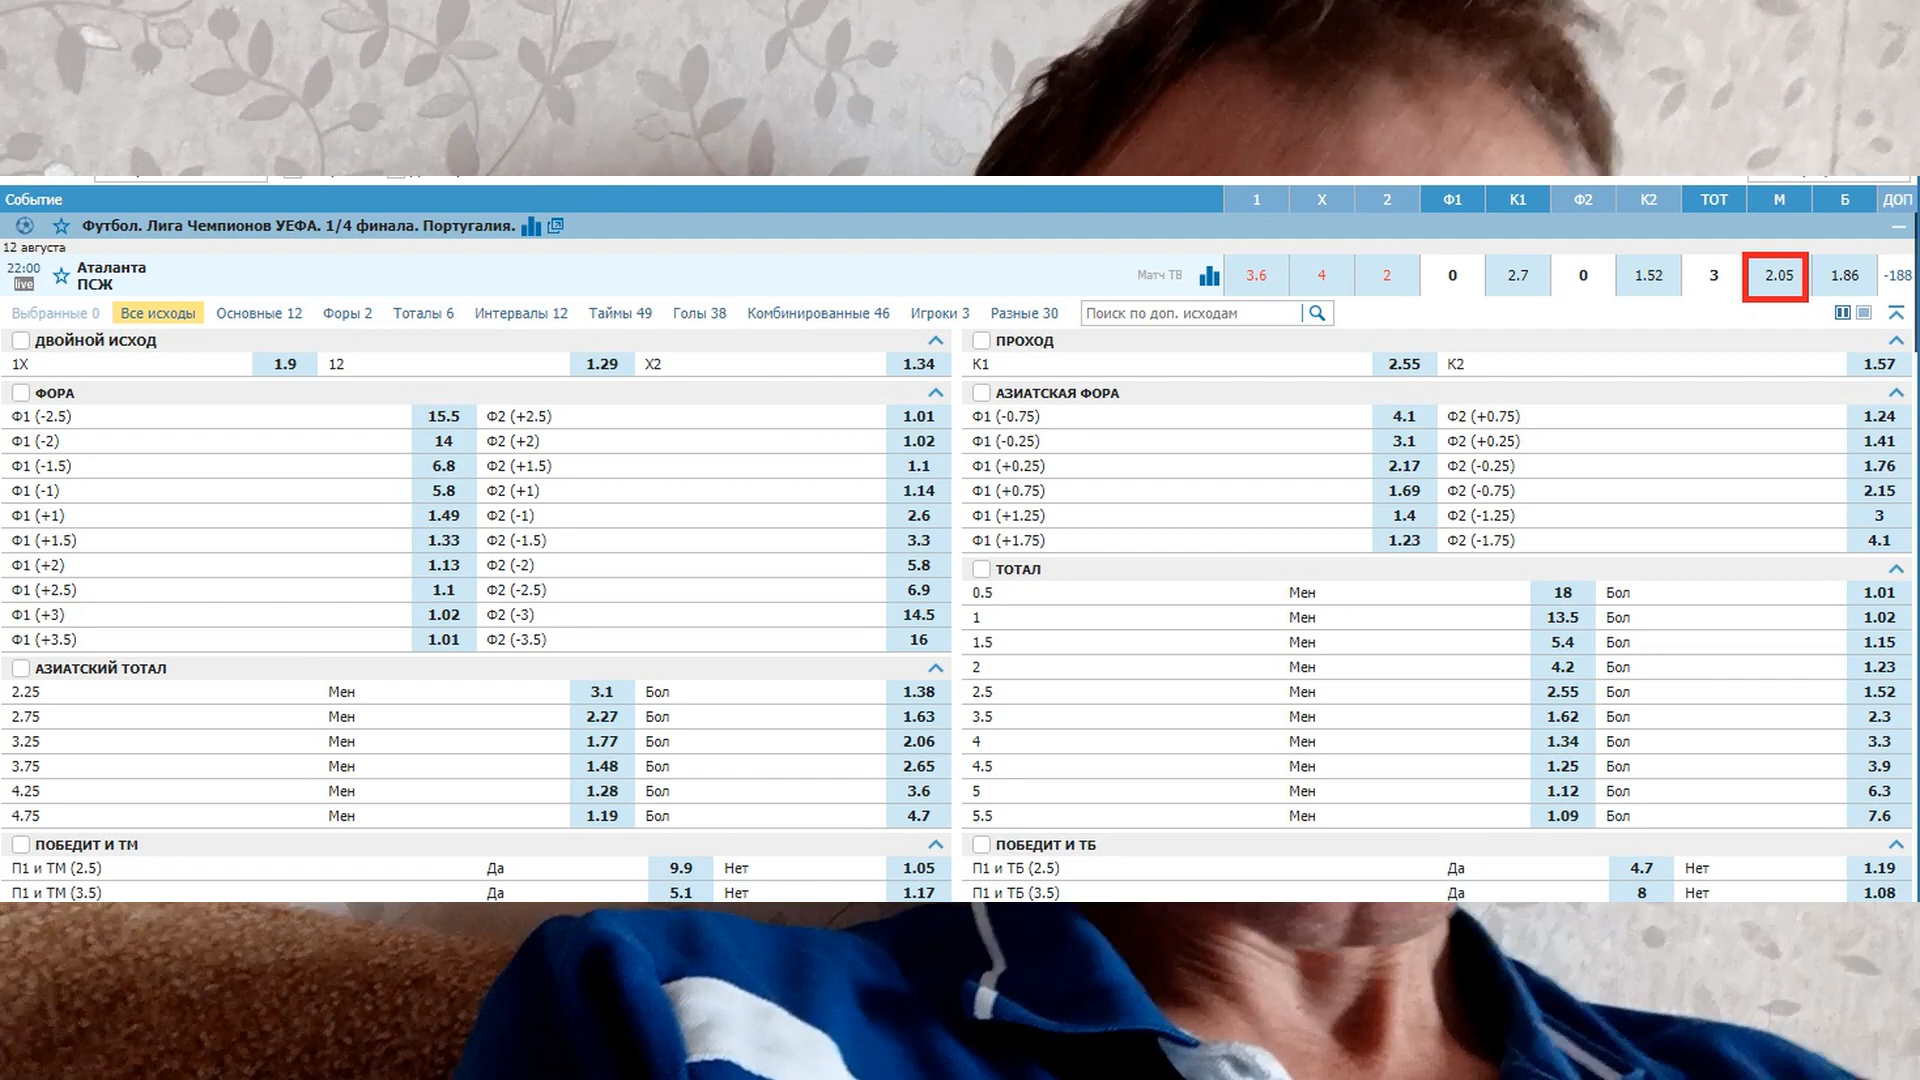 Событие 1 X 2 Ф1 К1 Ф2 К2 ТОТ М Б ДОП
Футбол. Лига Чемпионов УЕФА. 1/4 финала. Португалия.
12 августа
22:00 Аталанта Матч ТВ 3.6 4 2 0 2.7 0 1.52 3 2.05 1.86 -188
live ПСЖ
Выбранные 0 Все исходы Основные 12 Форы 2 Тоталы 6 Интервалы 12 Таймы 49 Голы 38 Комбинированные 46 Игроки 3 Разные 30 Поиск по доп. исходам
ДВОЙНОЙ ИСХОД
1X 1.9 12 1.29 X2 1.34
ФОРА
Ф1 (-2.5) 15.5 Ф2 (+2.5) 1.01
Ф1 (-2) 14 Ф2 (+2) 1.02
Ф1 (-1.5) 6.8 Ф2 (+1.5) 1.1
Ф1 (-1) 5.8 Ф2 (+1) 1.14
Ф1 (+1) 1.49 Ф2 (-1) 2.6
Ф1 (+1.5) 1.33 Ф2 (-1.5) 3.3
Ф1 (+2) 1.13 Ф2 (-2) 5.8
Ф1 (+2.5) 1.1 Ф2 (-2.5) 6.9
Ф1 (+3) 1.02 Ф2 (-3) 14.5
Ф1 (+3.5) 1.01 Ф2 (-3.5) 16
АЗИАТСКИЙ ТОТАЛ
2.25 Мен 3.1 Бол 1.38
2.75 Мен 2.27 Бол 1.63
3.25 Мен 1.77 Бол 2.06
3.75 Мен 1.48 Бол 2.65
4.25 Мен 1.28 Бол 3.6
4.75 Мен 1.19 Бол 4.7
ПОБЕДИТ И ТМ
П1 и ТМ (2.5) Да 9.9 Нет 1.05
П1 и ТМ (3.5) Да 5.1 Нет 1.17
ПРОХОД
К1 2.55 К2 1.57
АЗИАТСКАЯ ФОРА
Ф1 (-0.75) 4.1 Ф2 (+0.75) 1.24
Ф1 (-0.25) 3.1 Ф2 (+0.25) 1.41
Ф1 (+0.25) 2.17 Ф2 (-0.25) 1.76
Ф1 (+0.75) 1.69 Ф2 (-0.75) 2.15
Ф1 (+1.25) 1.4 Ф2 (-1.25) 3
Ф1 (+1.75) 1.23 Ф2 (-1.75) 4.1
ТОТАЛ
0.5 Мен 18 Бол 1.01
1 Мен 13.5 Бол 1.02
1.5 Мен 5.4 Бол 1.15
2 Мен 4.2 Бол 1.23
2.5 Мен 2.55 Бол 1.52
3.5 Мен 1.62 Бол 2.3
4 Мен 1.34 Бол 3.3
4.5 Мен 1.25 Бол 3.9
5 Мен 1.12 Бол 6.3
5.5 Мен 1.09 Бол 7.6
ПОБЕДИТ И ТБ
П1 и ТБ (2.5) Да 4.7 Нет 1.19
П1 и ТБ (3.5) Да 8 Нет 1.08